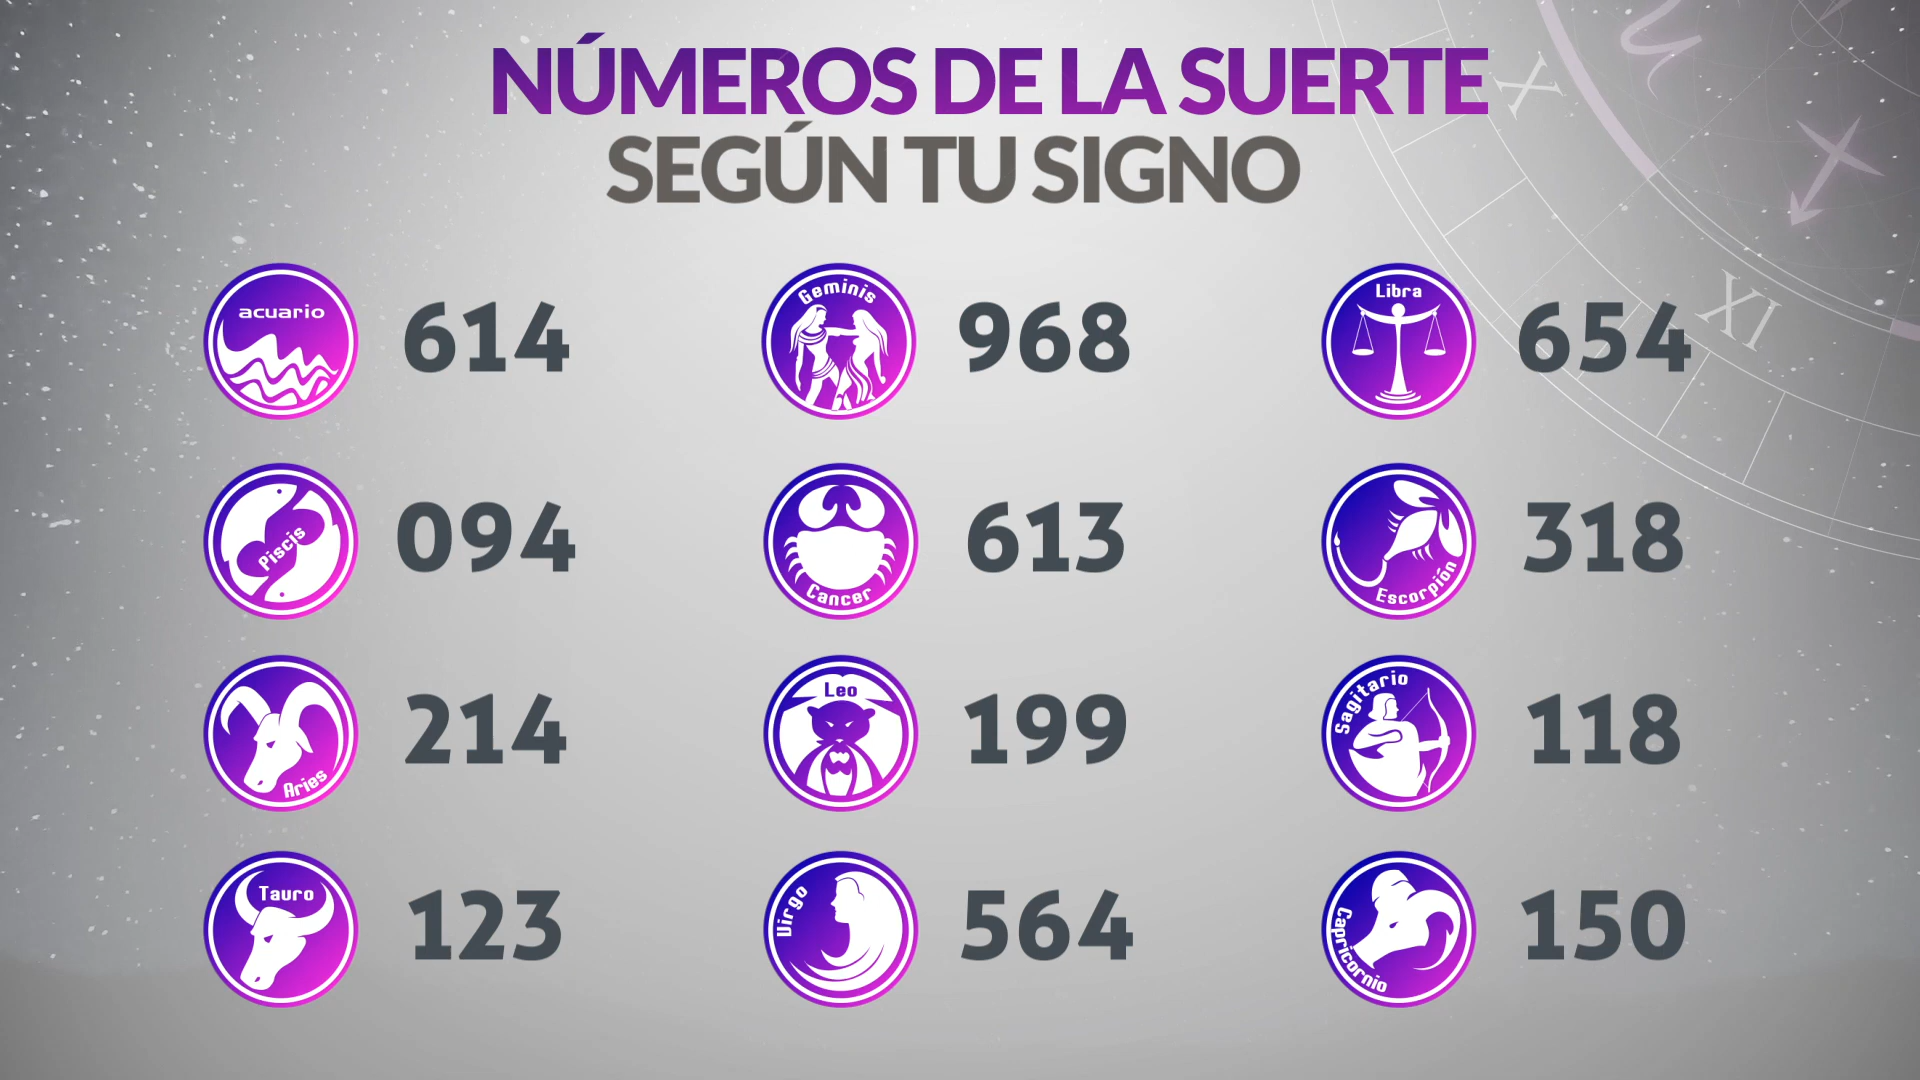 NÚMEROS DE LA SUERTE
SEGÚN TU SIGNO
acuario 614
Geminis 968
Libra 654
Piscis 094
Cancer 613
Escorpión 318
Aries 214
Leo 199
Sagitario 118
Tauro 123
Virgo 564
Capricornio 150
X
XI